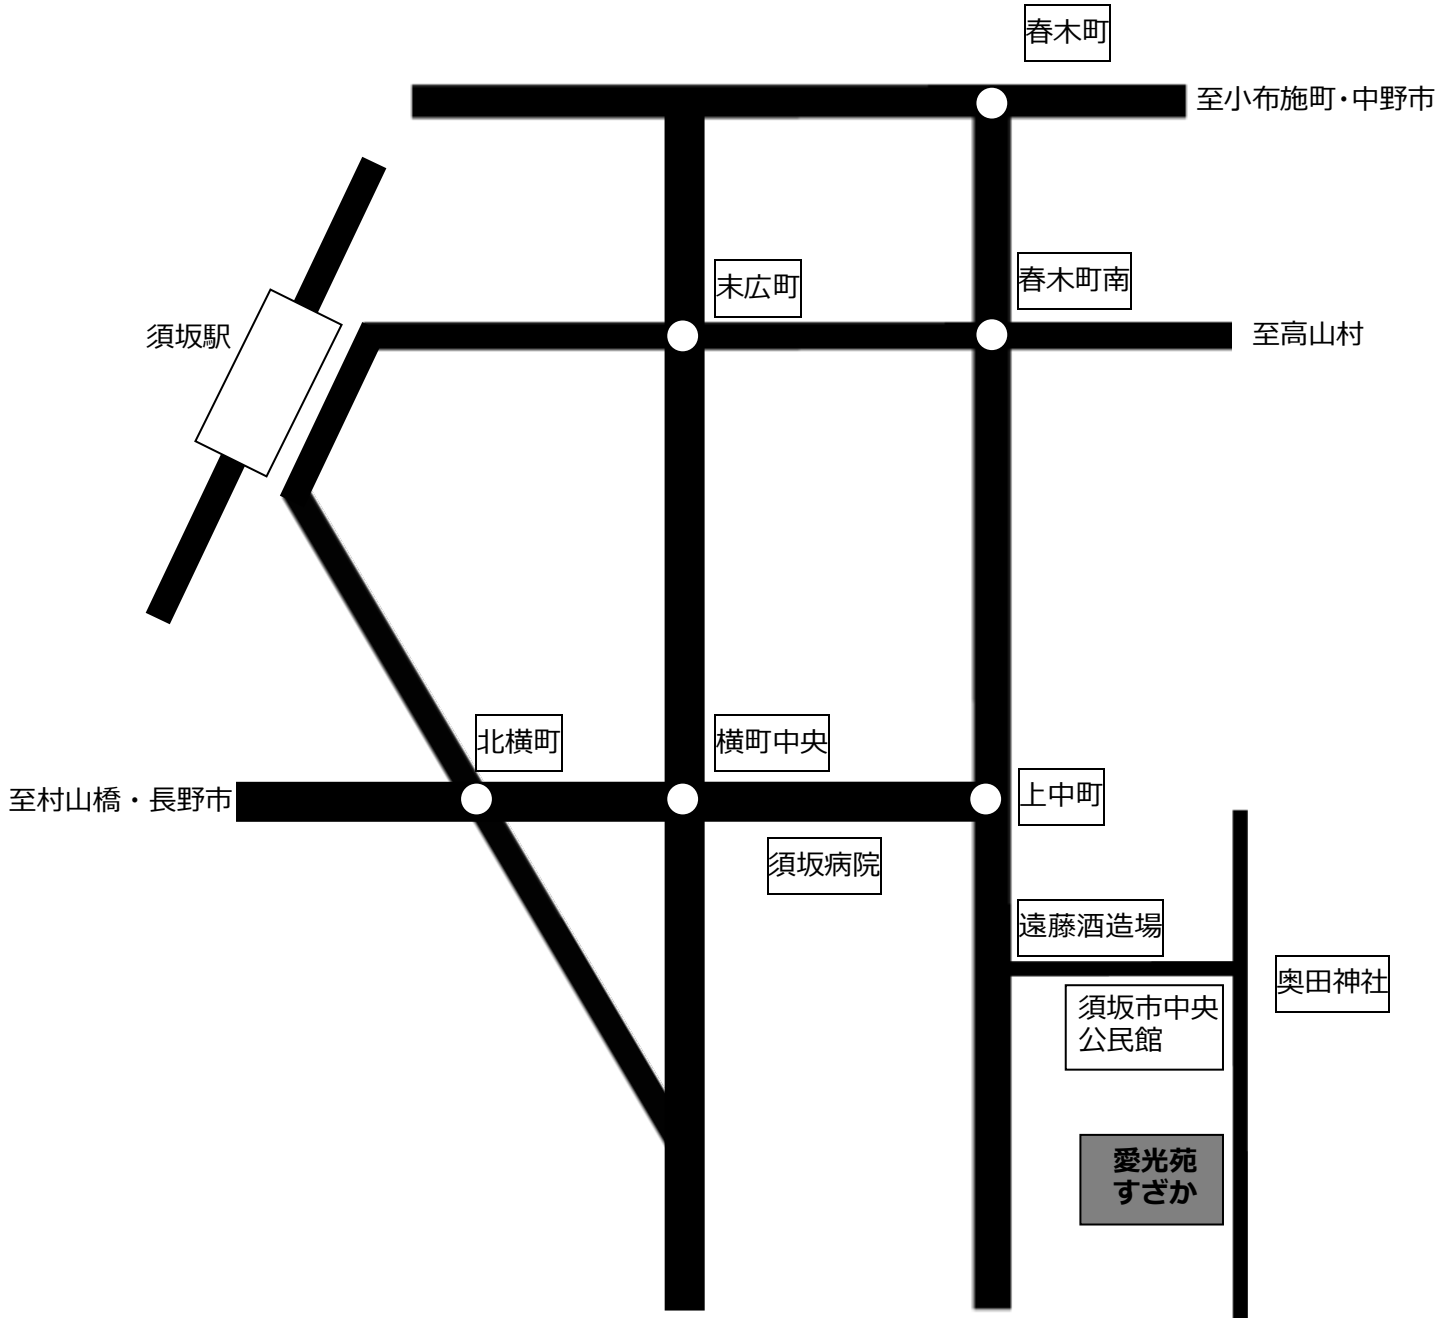 春木町
至小布施町・中野市
末広町
春木町南
須坂駅
至高山村
北横町
横町中央
至村山橋・長野市
上中町
須坂病院
遠藤酒造場
奥田神社
須坂市中央
公民館
愛光苑
すざか